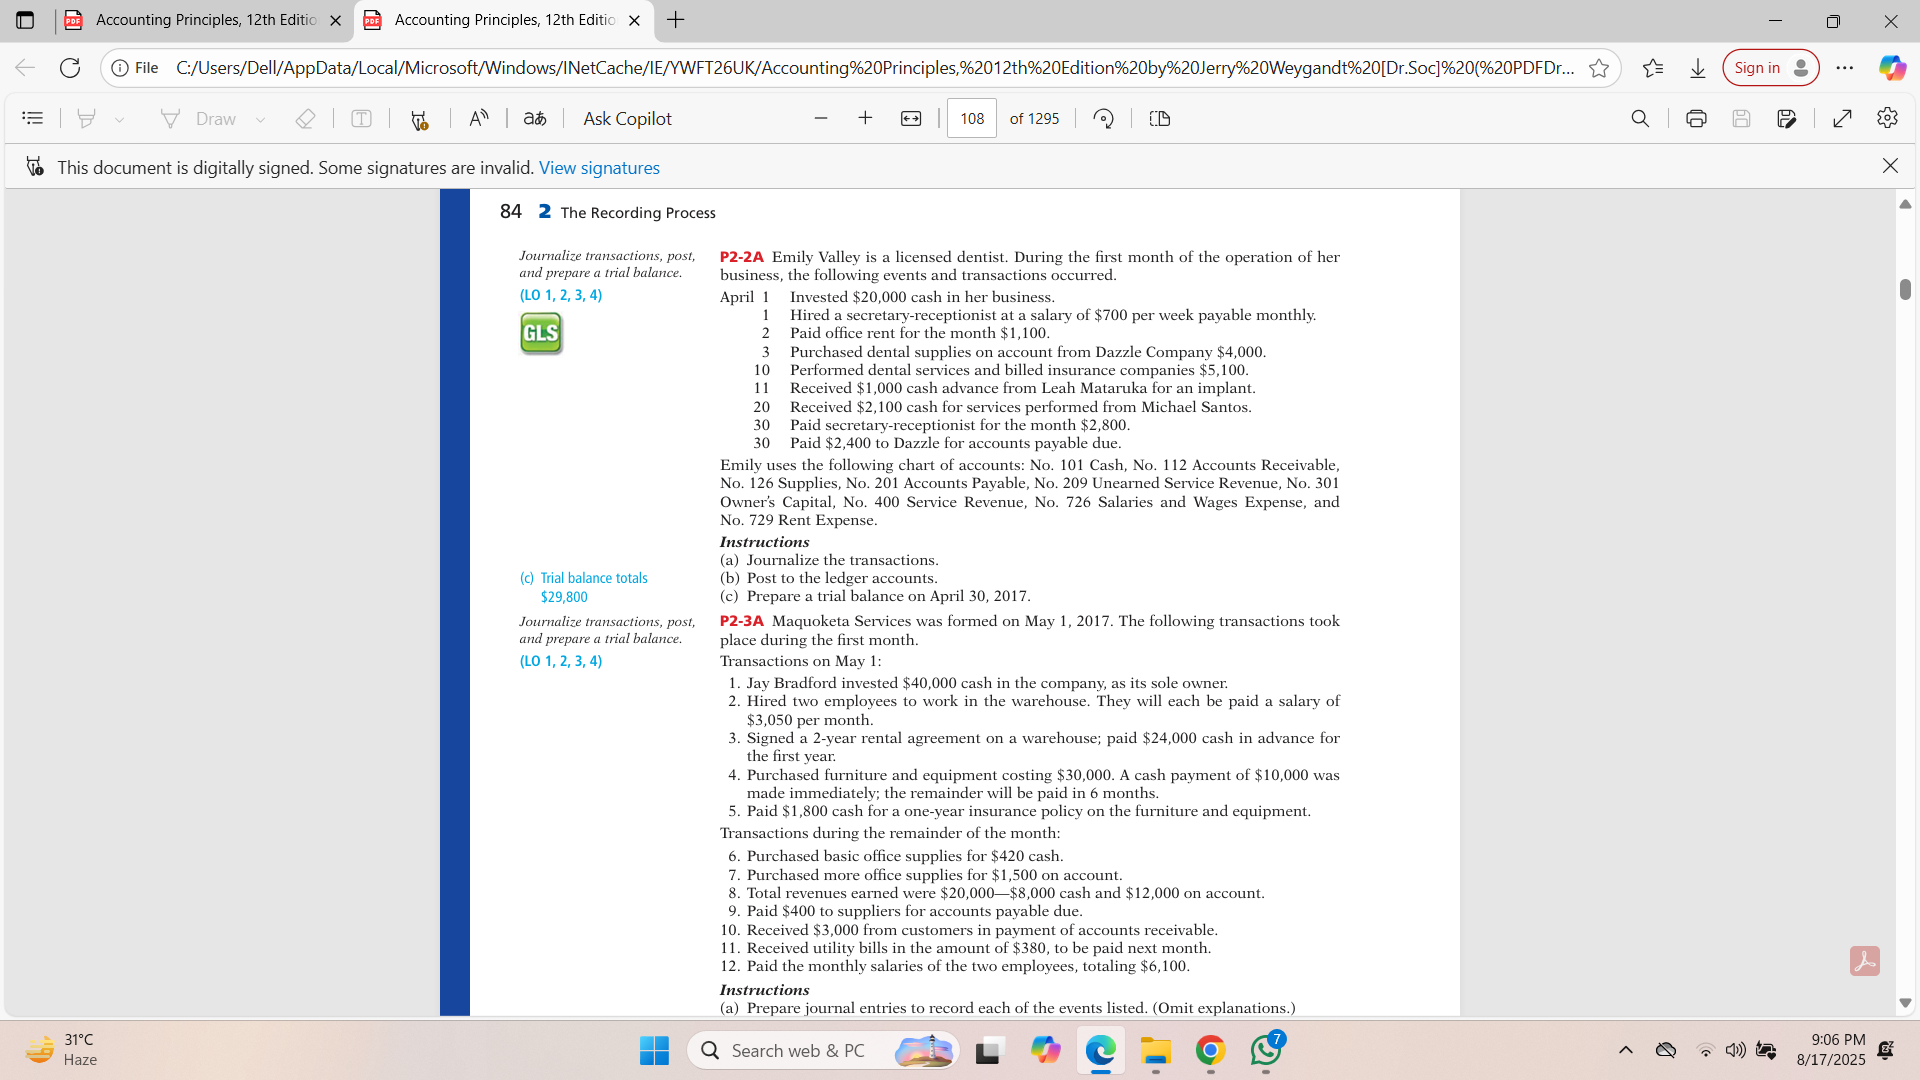 Accounting Principles, 12th Editio
Accounting Principles, 12th Editio
File
C:/Users/Dell/AppData/Local/Microsoft/Windows/INetCache/IE/YWFT26UK/Accounting%20Principles,%2012th%20Edition%20by%20Jerry%20Weygandt%20[Dr.Soc]%20(%20PDFDr...
Sign in
Draw
Ask Copilot
108 of 1295
This document is digitally signed. Some signatures are invalid. View signatures
84 2 The Recording Process
Journalize transactions, post,
and prepare a trial balance.
(LO 1, 2, 3, 4)
GLS
P2-2A Emily Valley is a licensed dentist. During the first month of the operation of her
business, the following events and transactions occurred.
April 1 Invested $20,000 cash in her business.
1 Hired a secretary-receptionist at a salary of $700 per week payable monthly.
2 Paid office rent for the month $1,100.
3 Purchased dental supplies on account from Dazzle Company $4,000.
10 Performed dental services and billed insurance companies $5,100.
11 Received $1,000 cash advance from Leah Mataruka for an implant.
20 Received $2,100 cash for services performed from Michael Santos.
30 Paid secretary-receptionist for the month $2,800.
30 Paid $2,400 to Dazzle for accounts payable due.
Emily uses the following chart of accounts: No. 101 Cash, No. 112 Accounts Receivable,
No. 126 Supplies, No. 201 Accounts Payable, No. 209 Unearned Service Revenue, No. 301
Owner's Capital, No. 400 Service Revenue, No. 726 Salaries and Wages Expense, and
No. 729 Rent Expense.
Instructions
(a) Journalize the transactions.
(b) Post to the ledger accounts.
(c) Prepare a trial balance on April 30, 2017.
(c) Trial balance totals
$29,800
Journalize transactions, post,
and prepare a trial balance.
(LO 1, 2, 3, 4)
P2-3A Maquoketa Services was formed on May 1, 2017. The following transactions took
place during the first month.
Transactions on May 1:
1. Jay Bradford invested $40,000 cash in the company, as its sole owner.
2. Hired two employees to work in the warehouse. They will each be paid a salary of
$3,050 per month.
3. Signed a 2-year rental agreement on a warehouse; paid $24,000 cash in advance for
the first year.
4. Purchased furniture and equipment costing $30,000. A cash payment of $10,000 was
made immediately; the remainder will be paid in 6 months.
5. Paid $1,800 cash for a one-year insurance policy on the furniture and equipment.
Transactions during the remainder of the month:
6. Purchased basic office supplies for $420 cash.
7. Purchased more office supplies for $1,500 on account.
8. Total revenues earned were $20,000—$8,000 cash and $12,000 on account.
9. Paid $400 to suppliers for accounts payable due.
10. Received $3,000 from customers in payment of accounts receivable.
11. Received utility bills in the amount of $380, to be paid next month.
12. Paid the monthly salaries of the two employees, totaling $6,100.
Instructions
(a) Prepare journal entries to record each of the events listed. (Omit explanations.)
31°C
Haze
Search web & PC
7
9:06 PM
8/17/2025